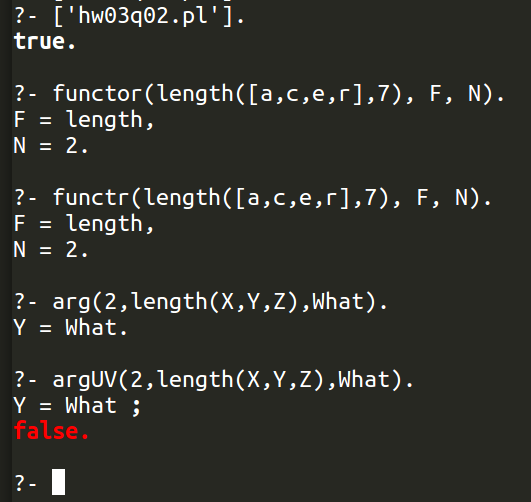 ?- ['hw03q02.pl'].
true.
?- functor(length([a,c,e,r],7), F, N).
F = length,
N = 2.
?- functr(length([a,c,e,r],7), F, N).
F = length,
N = 2.
?- arg(2,length(X,Y,Z),What).
Y = What.
?- argUV(2,length(X,Y,Z),What).
Y = What ;
false.
?-